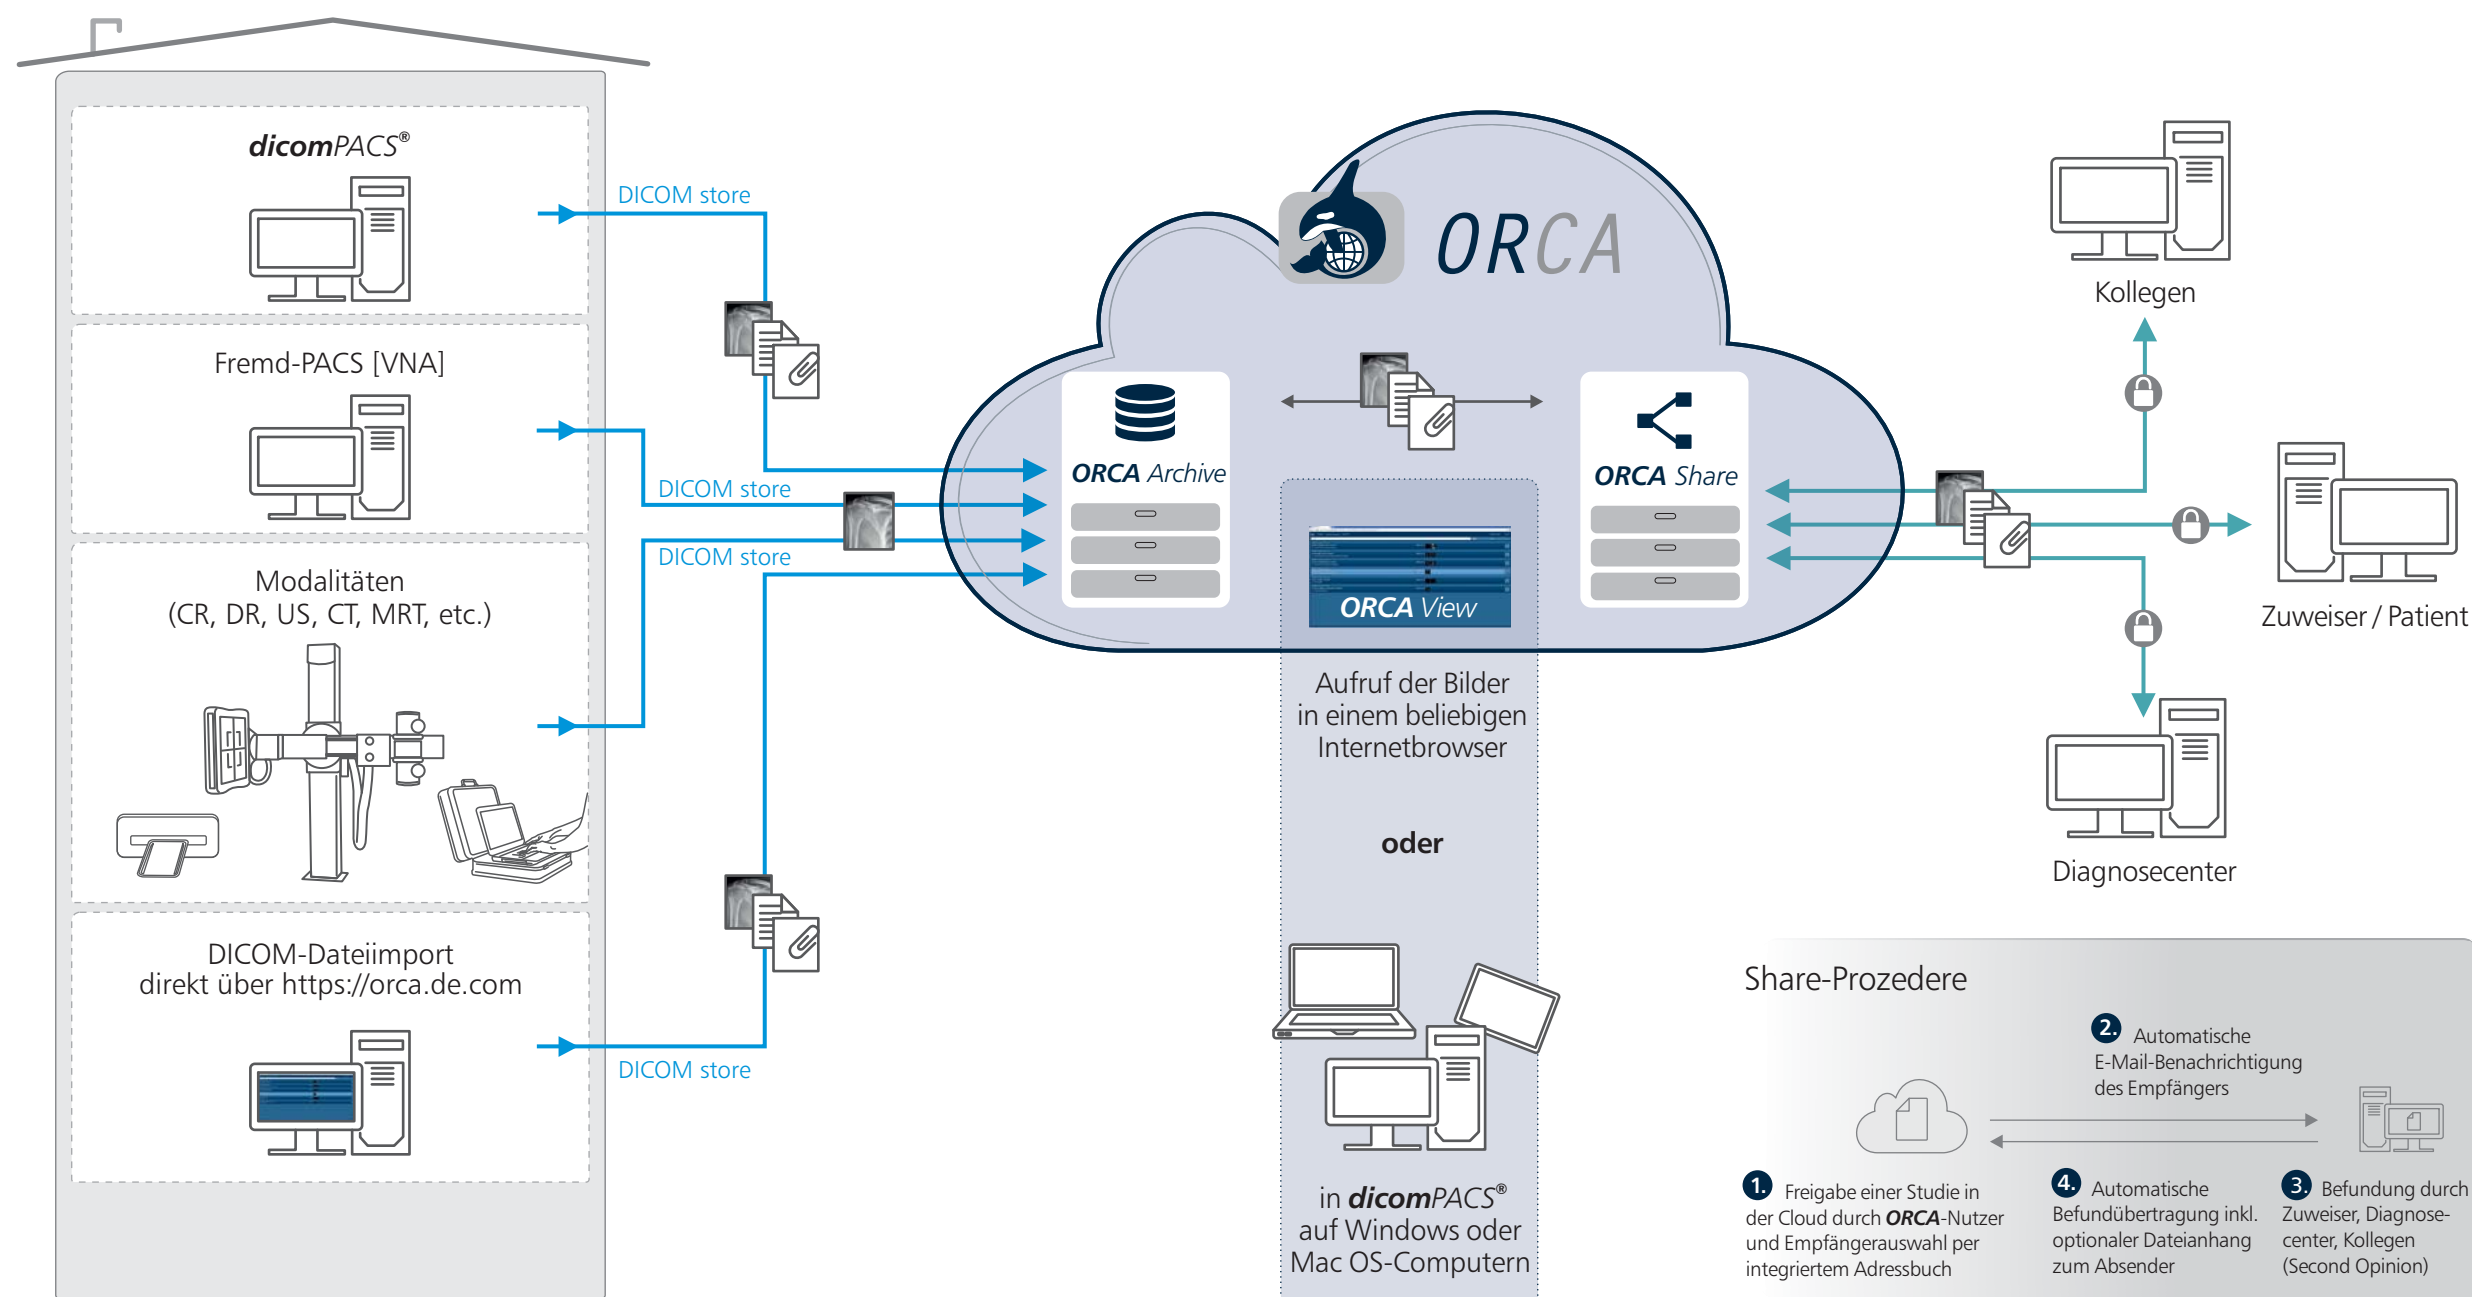 dicomPACS®
DICOM store
Fremd-PACS [VNA]
DICOM store
Modalitäten
(CR, DR, US, CT, MRT, etc.)
DICOM store
DICOM-Dateiimport
direkt über https://orca.de.com
DICOM store
ORCA
ORCA Archive
ORCA Share
ORCA View
Aufruf der Bilder
in einem beliebigen
Internetbrowser
oder
in dicomPACS®
auf Windows oder
Mac OS-Computern
Kollegen
Zuweiser / Patient
Diagnosecenter
Share-Prozedere
1. Freigabe einer Studie in
der Cloud durch ORCA-Nutzer
und Empfängerauswahl per
integriertem Adressbuch
2. Automatische
E-Mail-Benachrichtigung
des Empfängers
3. Befundung durch
Zuweiser, Diagnose-
center, Kollegen
(Second Opinion)
4. Automatische
Befundübertragung inkl.
optionaler Dateianhang
zum Absender